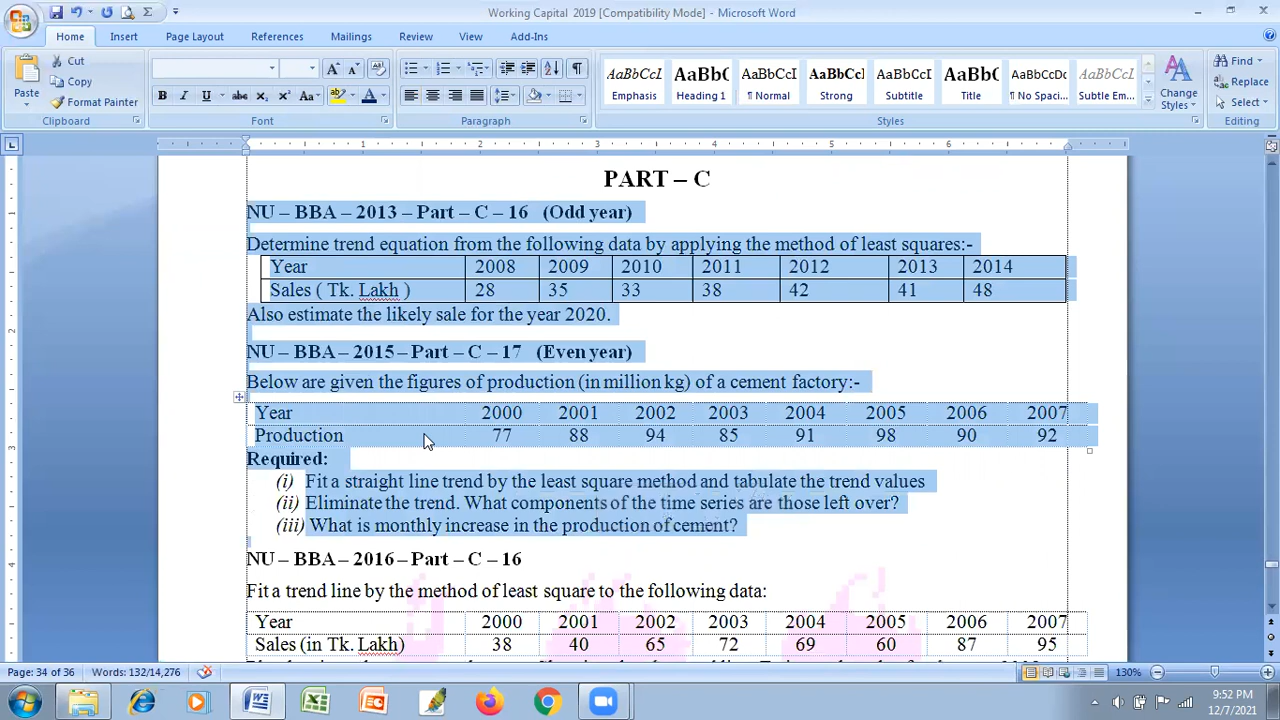 Working Capital 2019 [Compatibility Mode] - Microsoft Word
Home Insert Page Layout References Mailings Review View Add-Ins
Paste
Cut
Copy
Format Painter
Clipboard
Font
Paragraph
AaBbCcI Emphasis
AaBbCc Heading 1
AaBbCcI ¶ Normal
AaBbCcI Strong
AaBbCcI Subtitle
AaBbC Title
AaBbCcDc ¶ No Spaci...
AaBbCcI Subtle Em...
Change Styles
Styles
Find
Replace
Select
Editing
PART – C
NU – BBA – 2013 – Part – C – 16 (Odd year)
Determine trend equation from the following data by applying the method of least squares:-
Year 2008 2009 2010 2011 2012 2013 2014
Sales ( Tk. Lakh ) 28 35 33 38 42 41 48
Also estimate the likely sale for the year 2020.
NU – BBA – 2015 – Part – C – 17 (Even year)
Below are given the figures of production (in million kg) of a cement factory:-
Year 2000 2001 2002 2003 2004 2005 2006 2007
Production 77 88 94 85 91 98 90 92
Required:
(i) Fit a straight line trend by the least square method and tabulate the trend values
(ii) Eliminate the trend. What components of the time series are those left over?
(iii) What is monthly increase in the production of cement?
NU – BBA – 2016 – Part – C – 16
Fit a trend line by the method of least square to the following data:
Year 2000 2001 2002 2003 2004 2005 2006 2007
Sales (in Tk. Lakh) 38 40 65 72 69 60 87 95
Page: 34 of 36 Words: 132/14,276 130%
9:52 PM
12/7/2021